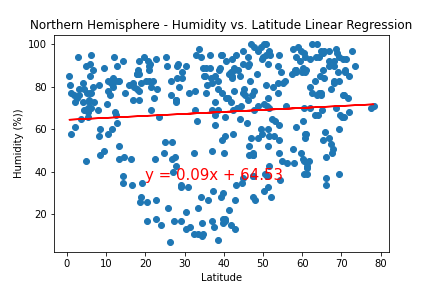 Northern Hemisphere - Humidity vs. Latitude Linear Regression
100
80
60
40
20
Humidity (%))
y = 0.09x + 64.53
0 10 20 30 40 50 60 70 80
Latitude